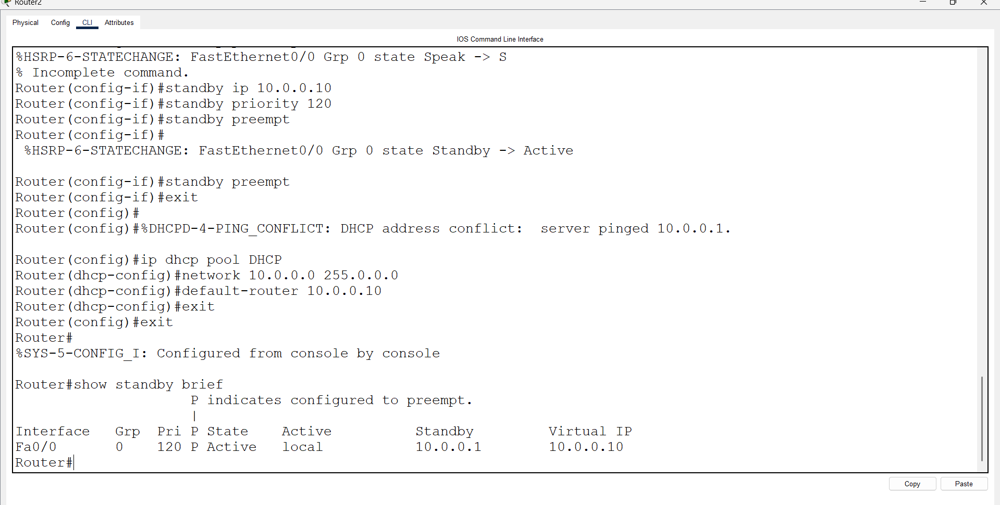 Router2
Physical Config CLI Attributes
IOS Command Line Interface
%HSRP-6-STATECHANGE: FastEthernet0/0 Grp 0 state Speak -> S
% Incomplete command.
Router(config-if)#standby ip 10.0.0.10
Router(config-if)#standby priority 120
Router(config-if)#standby preempt
Router(config-if)#
%HSRP-6-STATECHANGE: FastEthernet0/0 Grp 0 state Standby -> Active
Router(config-if)#standby preempt
Router(config-if)#exit
Router(config)#
Router(config)#%DHCPD-4-PING_CONFLICT: DHCP address conflict:  server pinged 10.0.0.1.
Router(config)#ip dhcp pool DHCP
Router(dhcp-config)#network 10.0.0.0 255.0.0.0
Router(dhcp-config)#default-router 10.0.0.10
Router(dhcp-config)#exit
Router(config)#exit
Router#
%SYS-5-CONFIG_I: Configured from console by console
Router#show standby brief
P indicates configured to preempt.
|
Interface Grp Pri P State Active Standby Virtual IP
Fa0/0 0 120 P Active local 10.0.0.1 10.0.0.10
Router#
Copy Paste